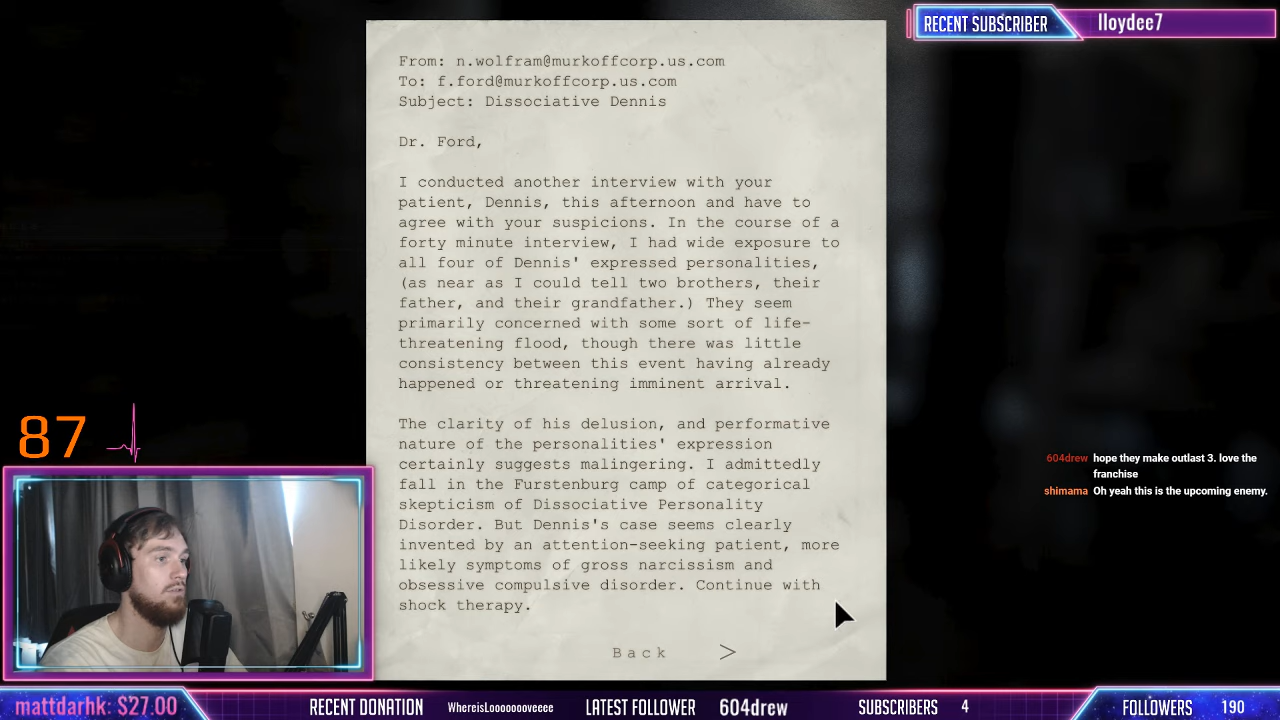 RECENT SUBSCRIBER
lloydee7
From: n.wolfram@murkoffcorp.us.com
To: f.ford@murkoffcorp.us.com
Subject: Dissociative Dennis
Dr. Ford,
I conducted another interview with your
patient, Dennis, this afternoon and have to
agree with your suspicions. In the course of a
forty minute interview, I had wide exposure to
all four of Dennis' expressed personalities,
(as near as I could tell two brothers, their
father, and their grandfather.) They seem
primarily concerned with some sort of life-
threatening flood, though there was little
consistency between this event having already
happened or threatening imminent arrival.
The clarity of his delusion, and performative
nature of the personalities' expression
certainly suggests malingering. I admittedly
fall in the Furstenburg camp of categorical
skepticism of Dissociative Personality
Disorder. But Dennis's case seems clearly
invented by an attention-seeking patient, more
likely symptoms of gross narcissism and
obsessive compulsive disorder. Continue with
shock therapy.
Back >
87
604drew hope they make outlast 3. love the
franchise
shimama Oh yeah this is the upcoming enemy.
mattdarhk: $27.00
RECENT DONATION
WhereisLooooooooveeee
LATEST FOLLOWER
604drew
SUBSCRIBERS
4
FOLLOWERS
190